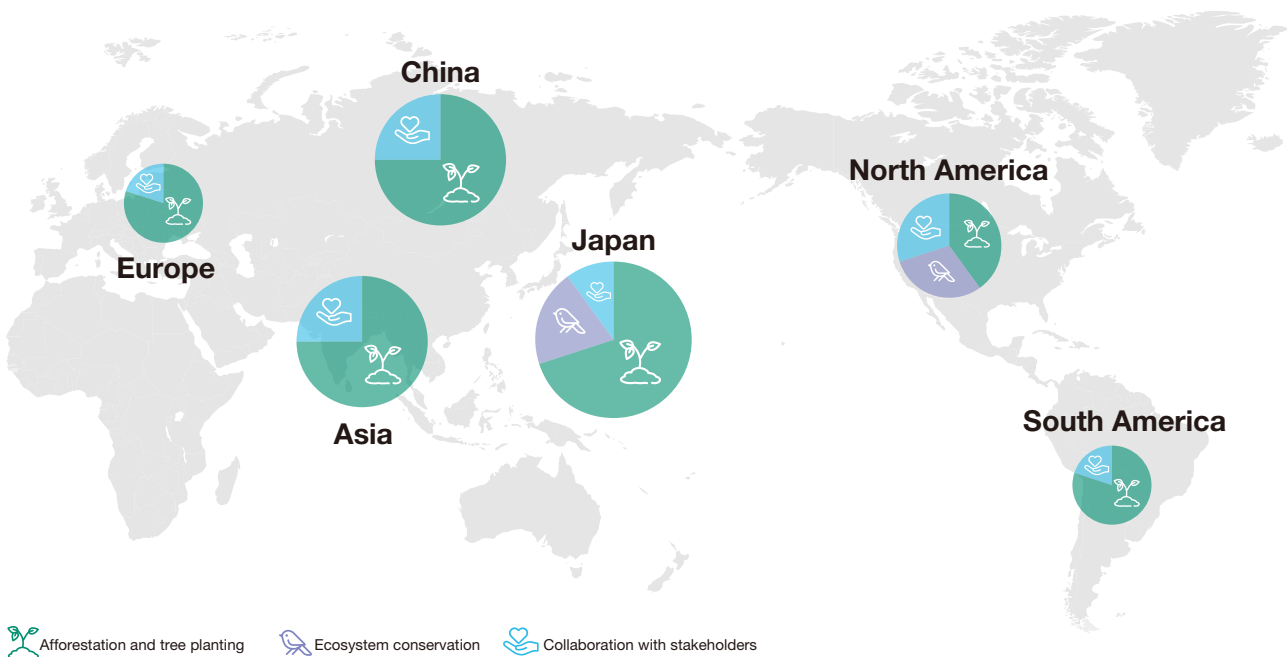 China
North America
Japan
Europe
South America
Asia
Afforestation and tree planting
Ecosystem conservation
Collaboration with stakeholders